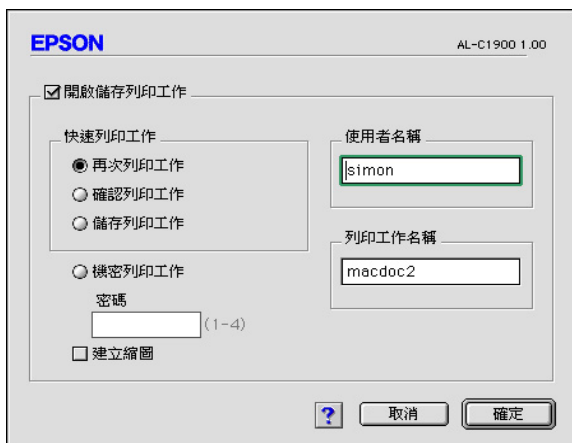 EPSON
AL-C1900 1.00
開啟儲存列印工作
快速列印工作
再次列印工作
確認列印工作
儲存列印工作
機密列印工作
密碼
(1-4)
建立縮圖
使用者名稱
simon
列印工作名稱
macdoc2
?
取消
確定